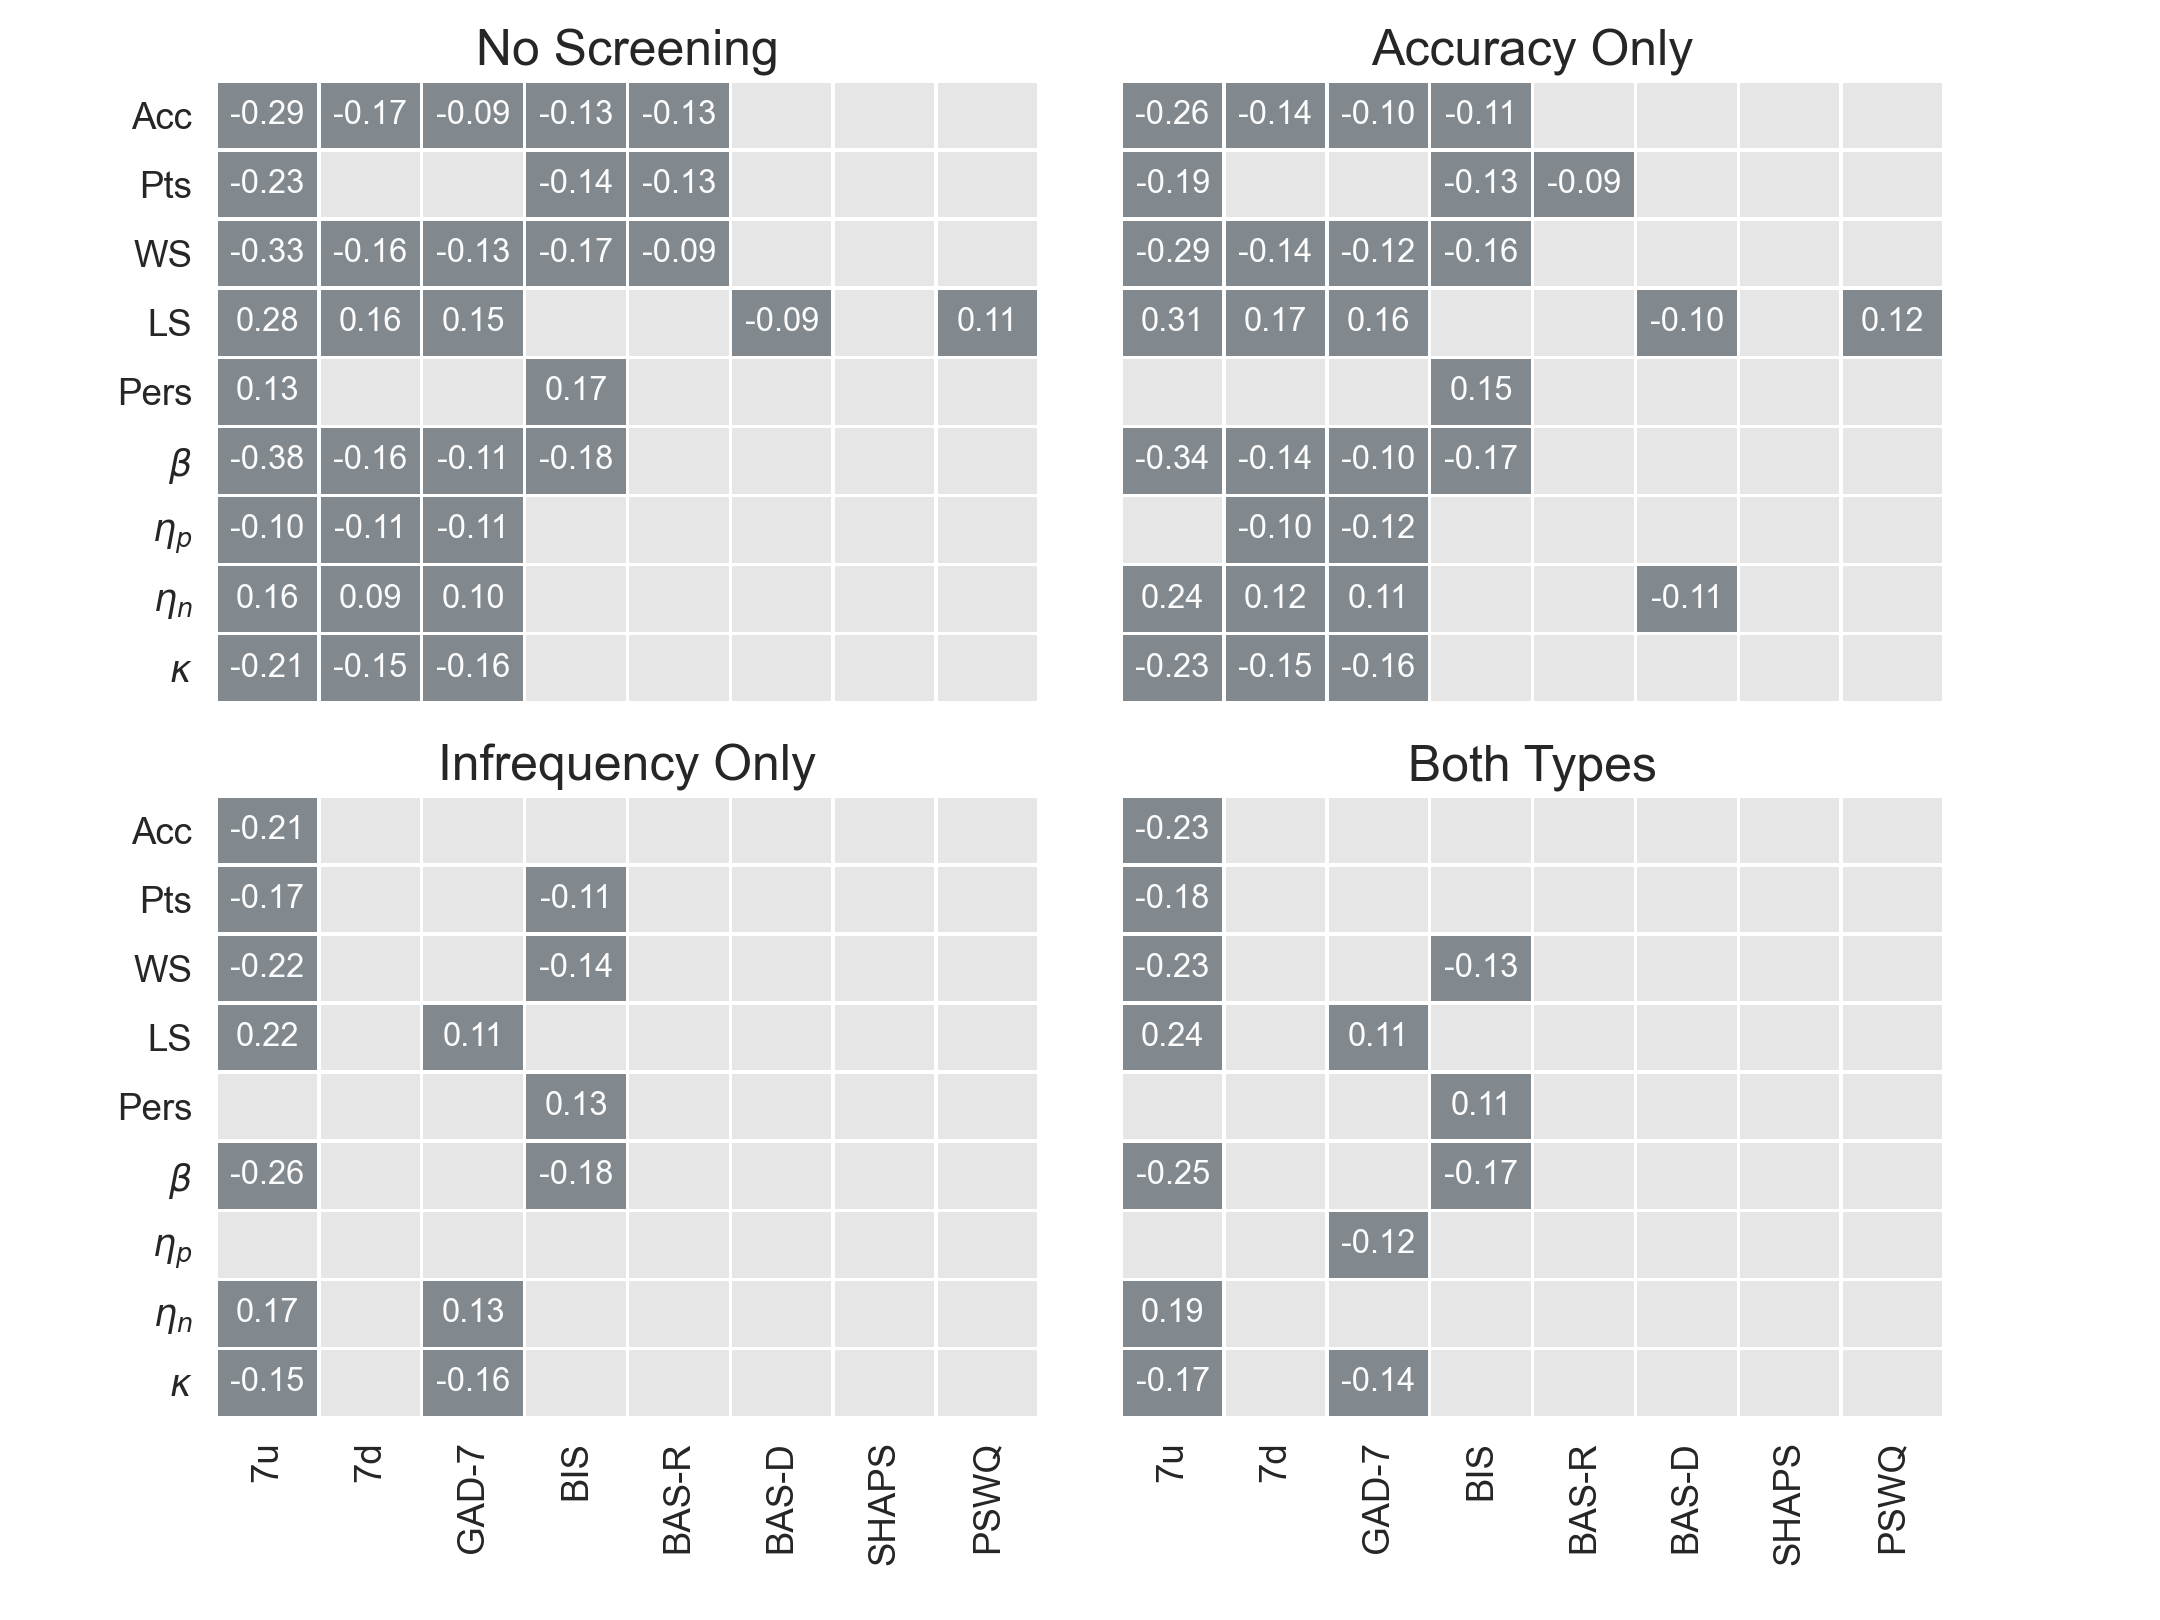 No Screening
Acc -0.29 -0.17 -0.09 -0.13 -0.13
Pts -0.23 -0.14 -0.13
WS -0.33 -0.16 -0.13 -0.17 -0.09
LS 0.28 0.16 0.15 -0.09 0.11
Pers 0.13 0.17
β -0.38 -0.16 -0.11 -0.18
ηp -0.10 -0.11 -0.11
ηn 0.16 0.09 0.10
κ -0.21 -0.15 -0.16
Accuracy Only
-0.26 -0.14 -0.10 -0.11
-0.19 -0.13 -0.09
-0.29 -0.14 -0.12 -0.16
0.31 0.17 0.16 -0.10 0.12
0.15
-0.34 -0.14 -0.10 -0.17
-0.10 -0.12
0.24 0.12 0.11 -0.11
-0.23 -0.15 -0.16
Infrequency Only
Acc -0.21
Pts -0.17 -0.11
WS -0.22 -0.14
LS 0.22 0.11
Pers 0.13
β -0.26 -0.18
ηp
ηn 0.17 0.13
κ -0.15 -0.16
7u 7d GAD-7 BIS BAS-R BAS-D SHAPS PSWQ
Both Types
-0.23
-0.18
-0.23 -0.13
0.24 0.11
0.11
-0.25 -0.17
-0.12
0.19
-0.17 -0.14
7u 7d GAD-7 BIS BAS-R BAS-D SHAPS PSWQ